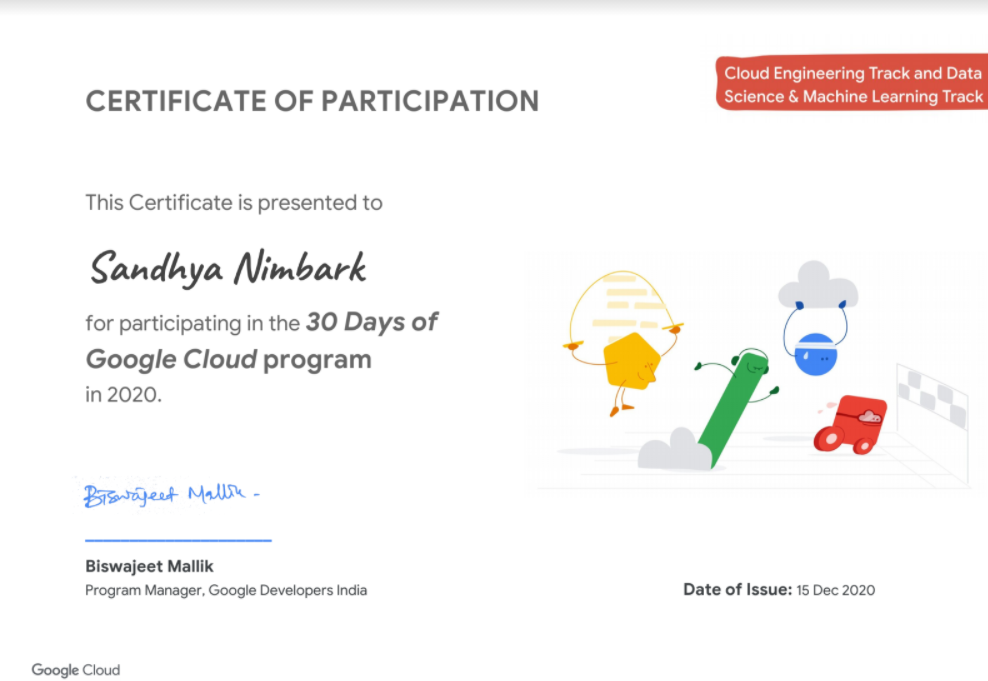 CERTIFICATE OF PARTICIPATION
Cloud Engineering Track and Data
Science & Machine Learning Track
This Certificate is presented to
Sandhya Nimbark
for participating in the 30 Days of
Google Cloud program
in 2020.
Biswajeet Mallik -
Biswajeet Mallik
Program Manager, Google Developers India
Date of Issue: 15 Dec 2020
Google Cloud